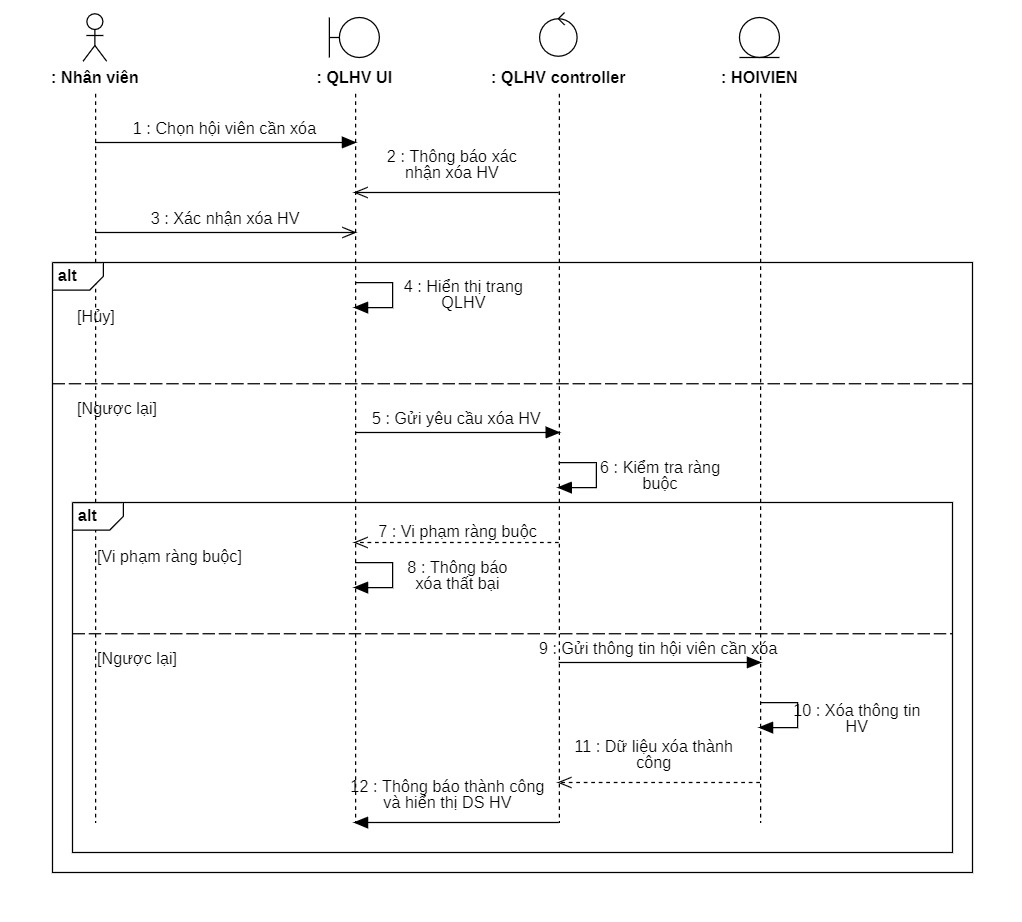 : Nhân viên
: QLHV UI
: QLHV controller
: HOIVIEN
1 : Chọn hội viên cần xóa
2 : Thông báo xác
nhận xóa HV
3 : Xác nhận xóa HV
alt
4 : Hiển thị trang
QLHV
[Hủy]
[Ngược lại]
5 : Gửi yêu cầu xóa HV
6 : Kiểm tra ràng
buộc
alt
7 : Vi phạm ràng buộc
[Vi phạm ràng buộc]
8 : Thông báo
xóa thất bại
9 : Gửi thông tin hội viên cần xóa
[Ngược lại]
10 : Xóa thông tin
HV
11 : Dữ liệu xóa thành
công
12 : Thông báo thành công
và hiển thị DS HV